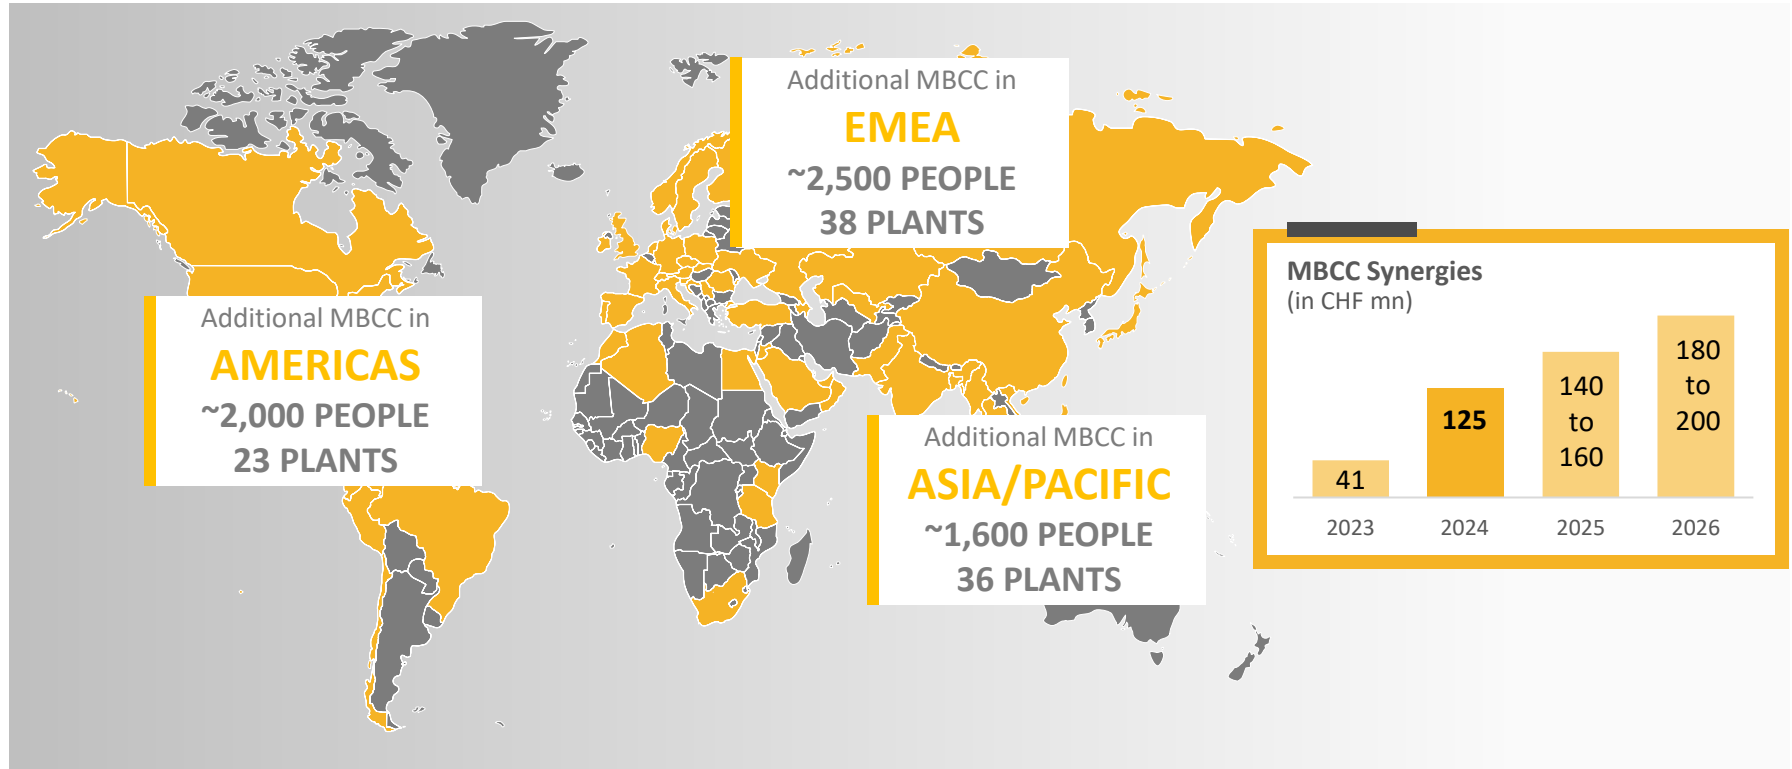 Additional MBCC in
EMEA
~2,500 PEOPLE
38 PLANTS
Additional MBCC in
AMERICAS
~2,000 PEOPLE
23 PLANTS
Additional MBCC in
ASIA/PACIFIC
~1,600 PEOPLE
36 PLANTS
MBCC Synergies
(in CHF mn)
41
125
140
to
160
180
to
200
2023
2024
2025
2026